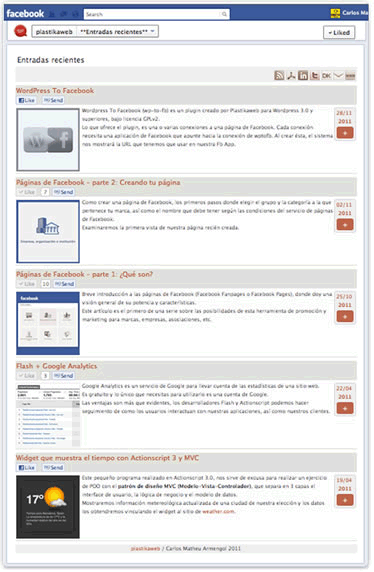 facebook
Search
Carlos Ma
plastikaweb
**Entradas recientes**
Liked
Entradas recientes
WordPress To Facebook
Like
Send
Wordpress To Facebook (wp-to-fb) es un plugin creado por Plastikaweb para Wordpress 3.0 y
superiores, bajo licencia GPLv2.
Lo que ofrece el plugin, es una o varias conexiones a una página de Facebook. Cada conexión
necesita una aplicación de Facebook que apunte hacia la conexión de wptofb. Al crear ésta, el sistema
nos mostrará la URL que tenemos que usar en nuestra Fb App.
28/11
2011
+
Páginas de Facebook - parte 2: Creando tu página
Like
7
Send
Como crear una página de Facebook, los primeros pasos donde elegir el grupo y la categoría a la que
pertenece tu marca, así como el nombre que debe tener según las condiciones del servicio de páginas
de Facebook.
Examinaremos la primera vista de nuestra página recién creada.
Empresa, organización o institución
02/11
2011
+
Páginas de Facebook - parte 1: ¿Qué son?
Like
10
Send
facebook
Breve introducción a las páginas de Facebook (Facebook Fanpages o Facebook Pages), donde doy una
visión general de su potencia y características.
Este artículo es el primero de una serie sobre las posibilidades de esta herramienta de promoción y
marketing para marcas, empresas, asociaciones, etc.
25/10
2011
+
Flash + Google Analytics
Like
3
Send
Google Analytics es un servicio de Google para llevar cuenta de las estadísticas de una sitio web.
Es gratuito y lo único que necesitas para utilizarlo es una cuenta de Google.
Las ventajas son más que evidentes, los desarrolladores Flash y Actionscript podemos hacer
seguimiento de como los usuarios interactuan con nuestras aplicaciones, así como nuestros clientes.
22/04
2011
+
Widget que muestra el tiempo con Actionscript 3 y MVC
Like
Send
17°
Este pequeño programa realizado en Actionscript 3.0, nos sirve de excusa para realizar un ejercicio
de POO con el patrón de diseño MVC (Modelo-Vista-Controlador), que separa en 3 capas el
interface de usuario, la lógica de negocio y el modelo de datos.
Mostraremos información meteorológica actualizada de una ciudad de nuestra elección y los datos
los obtendremos vinculando el widget al sitio de weather.com.
19/04
2011
+
plastikaweb / Carlos Matheu Armengol 2011